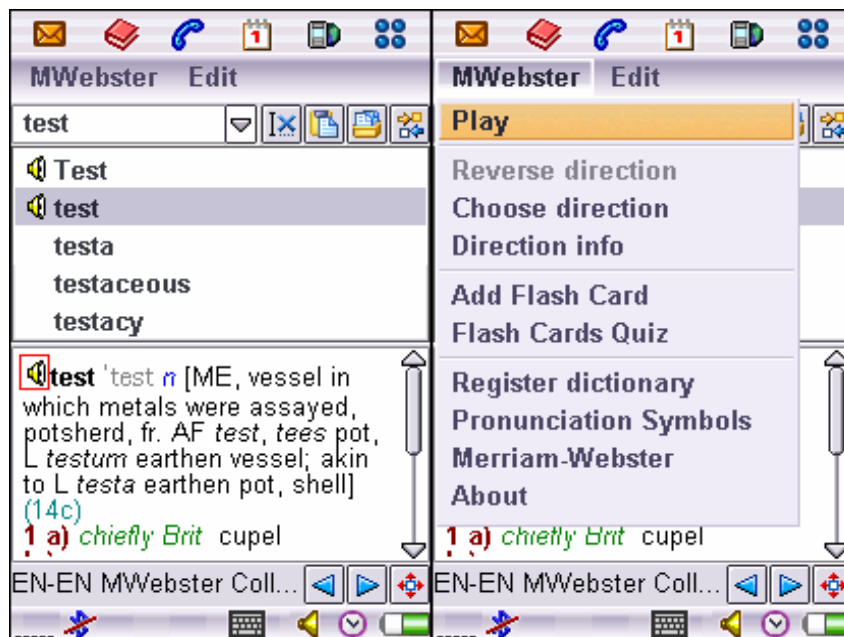 1
MWebster Edit
test
Test
test
testa
testaceous
testacy
test 'test n [ME, vessel in
which metals were assayed,
potsherd, fr. AF test, tees pot,
L testum earthen vessel; akin
to L testa earthen pot, shell]
(14c)
1 a) chiefly Brit cupel
EN-EN MWebster Coll...
1
MWebster Edit
Play
Reverse direction
Choose direction
Direction info
Add Flash Card
Flash Cards Quiz
Register dictionary
Pronunciation Symbols
Merriam-Webster
About
1 a) chiefly Brit cupel
EN-EN MWebster Coll...